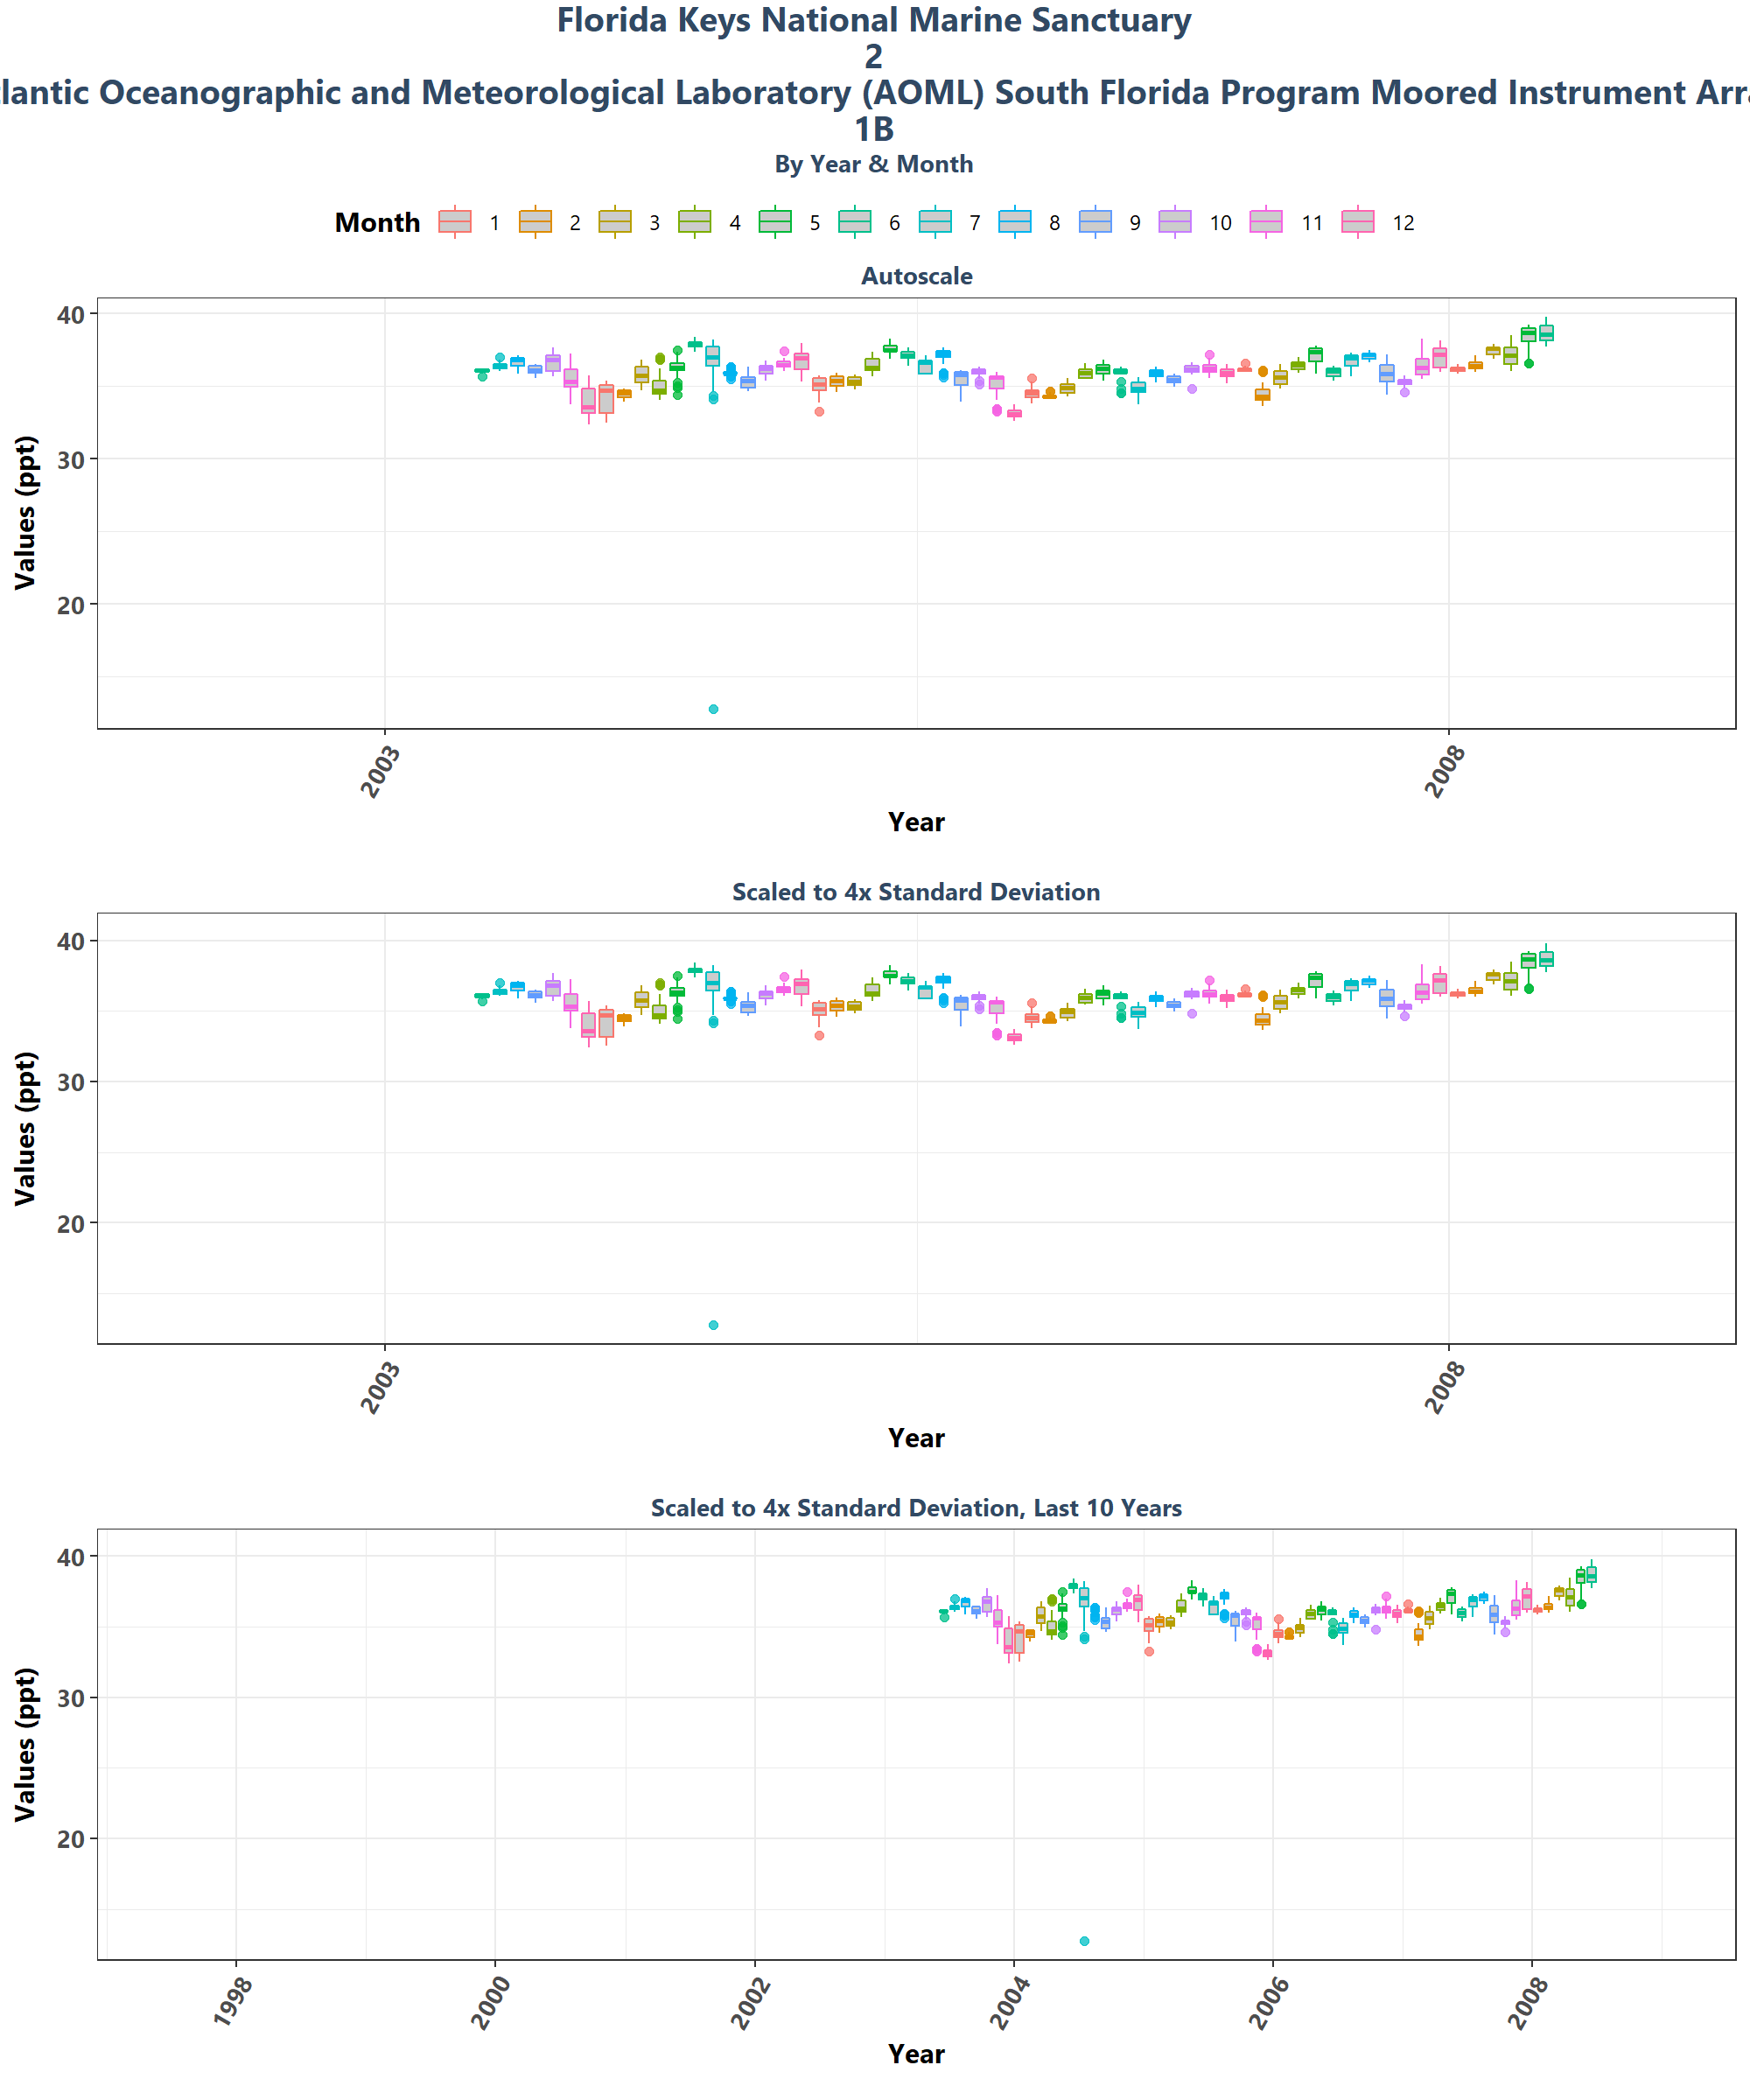 Florida Keys National Marine Sanctuary
2
lantic Oceanographic and Meteorological Laboratory (AOML) South Florida Program Moored Instrument Arr
1B
By Year & Month
Month 1 2 3 4 5 6 7 8 9 10 11 12
Autoscale
40
30
20
Values (ppt)
2003 2008
Year
Scaled to 4x Standard Deviation
40
30
20
Values (ppt)
2003 2008
Year
Scaled to 4x Standard Deviation, Last 10 Years
40
30
20
Values (ppt)
1998 2000 2002 2004 2006 2008
Year